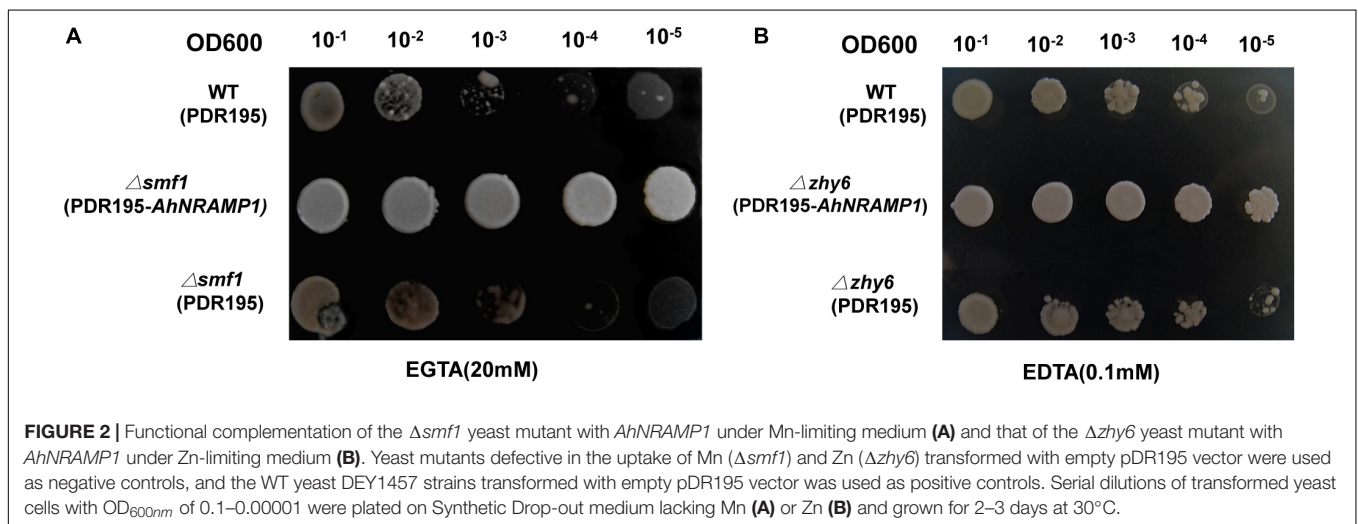 A OD600 10-1 10-2 10-3 10-4 10-5
WT
(PDR195)
△smf1
(PDR195-AhNRAMP1)
△smf1
(PDR195)
EGTA(20mM)
B OD600 10-1 10-2 10-3 10-4 10-5
WT
(PDR195)
△zhy6
(PDR195-AhNRAMP1)
△zhy6
(PDR195)
EDTA(0.1mM)
FIGURE 2 | Functional complementation of the Δsmf1 yeast mutant with AhNRAMP1 under Mn-limiting medium (A) and that of the Δzhy6 yeast mutant with
AhNRAMP1 under Zn-limiting medium (B). Yeast mutants defective in the uptake of Mn (Δsmf1) and Zn (Δzhy6) transformed with empty pDR195 vector were used
as negative controls, and the WT yeast DEY1457 strains transformed with empty pDR195 vector was used as positive controls. Serial dilutions of transformed yeast
cells with OD600nm of 0.1–0.00001 were plated on Synthetic Drop-out medium lacking Mn (A) or Zn (B) and grown for 2–3 days at 30°C.